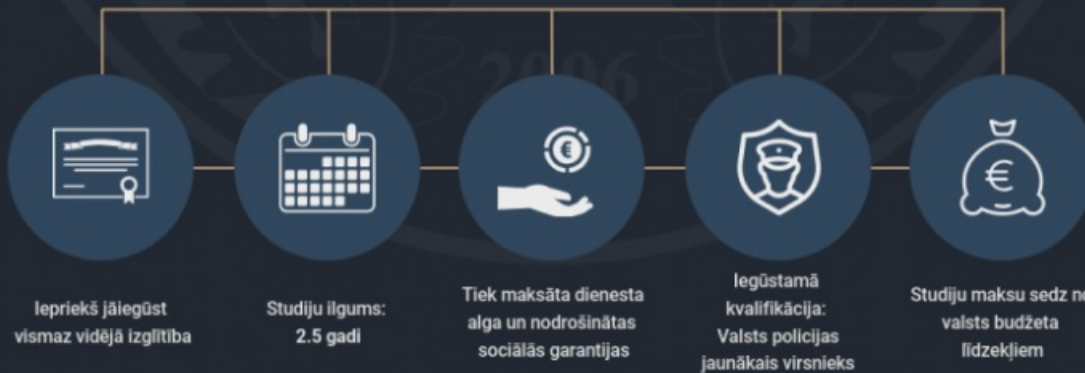 2006
Iepriekš jāiegūst
vismaz vidējā izglītība
Studiju ilgums:
2.5 gadi
Tiek maksāta dienesta
alga un nodrošinātas
sociālās garantijas
Iegūstamā
kvalifikācija:
Valsts policijas
jaunākais virsnieks
Studiju maksu sedz no
valsts budžeta
līdzekļiem